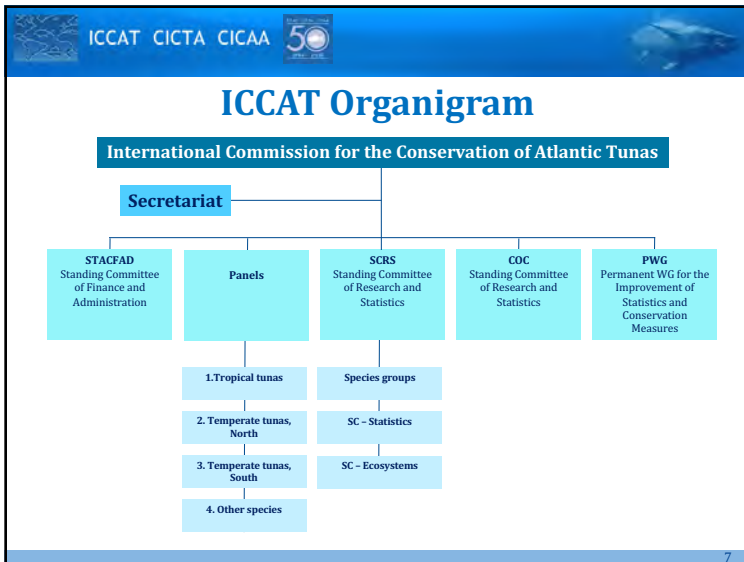 ICCAT CICTA CICAA 50
ICCAT Organigram
International Commission for the Conservation of Atlantic Tunas
Secretariat
STACFAD
Standing Committee
of Finance and
Administration
Panels
SCRS
Standing Committee
of Research and
Statistics
COC
Standing Committee
of Research and
Statistics
PWG
Permanent WG for the
Improvement of
Statistics and
Conservation
Measures
1.Tropical tunas
2. Temperate tunas,
North
3. Temperate tunas,
South
4. Other species
Species groups
SC – Statistics
SC – Ecosystems
7